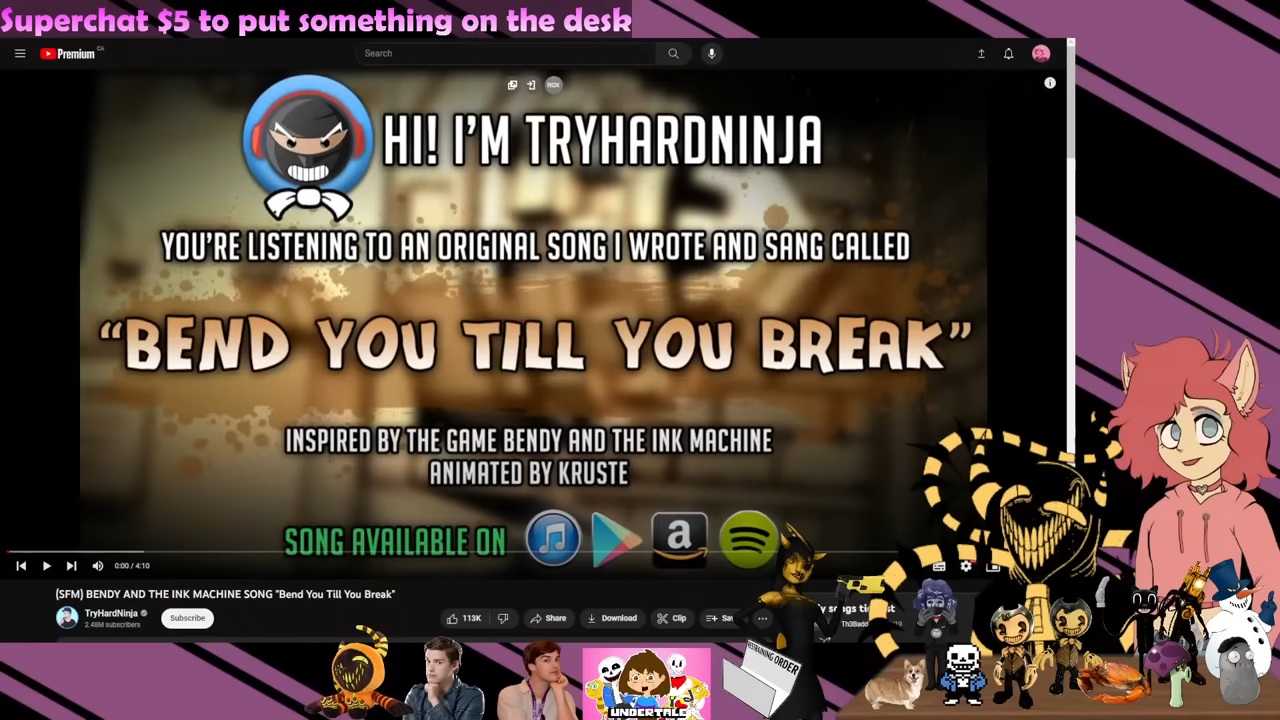 Superchat $5 to put something on the desk
Premium
CA
Search
HI! I'M TRYHARDNINJA
YOU'RE LISTENING TO AN ORIGINAL SONG I WROTE AND SANG CALLED
"BEND YOU TILL YOU BREAK"
INSPIRED BY THE GAME BENDY AND THE INK MACHINE
ANIMATED BY KRUSTE
SONG AVAILABLE ON
0:00 / 4:10
(SFM) BENDY AND THE INK MACHINE SONG "Bend You Till You Break"
TryHardNinja
2.48M subscribers
Subscribe
113K
Share
Download
Clip
RESTRAINING ORDER
UNDERTALE